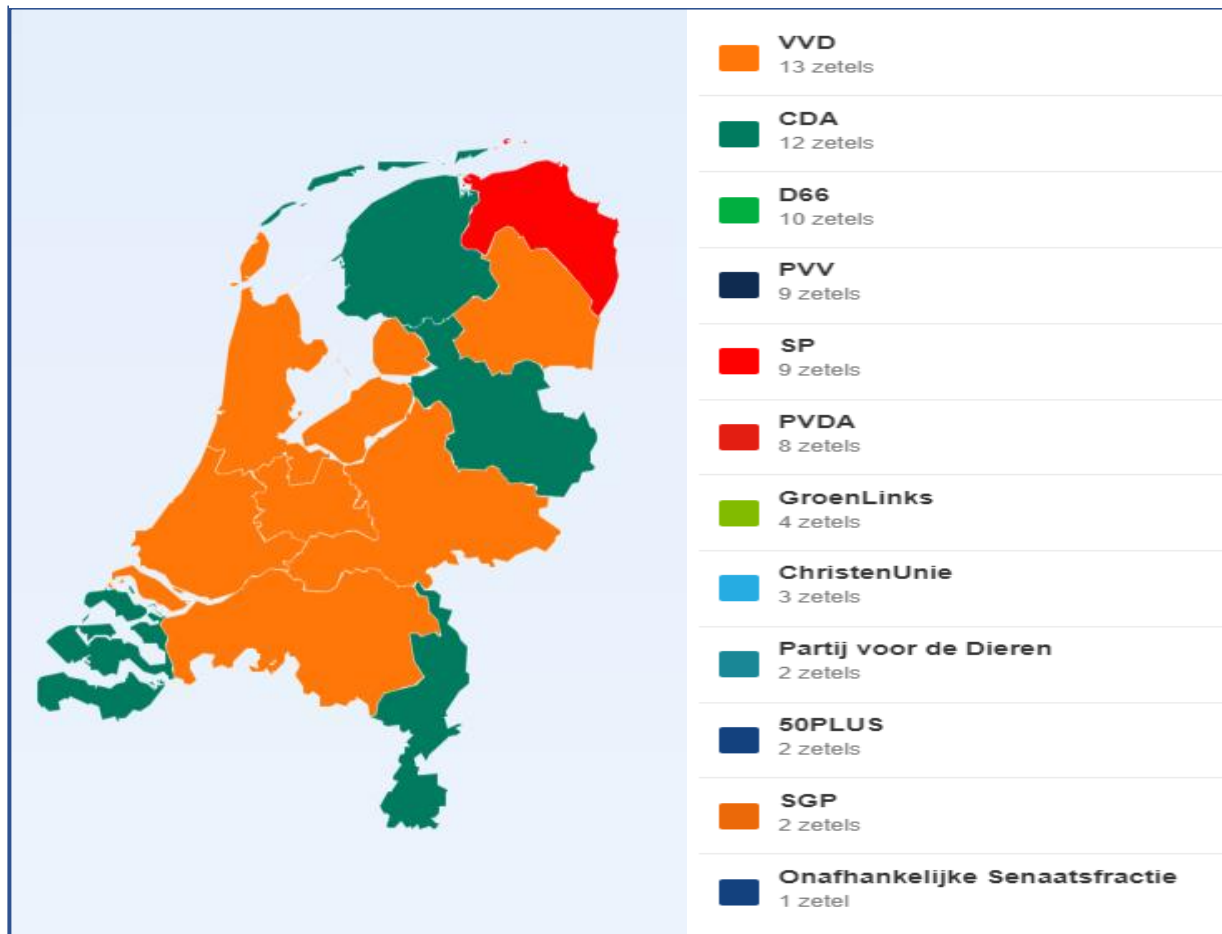 VVD
13 zetels
CDA
12 zetels
D66
10 zetels
PVV
9 zetels
SP
9 zetels
PVDA
8 zetels
GroenLinks
4 zetels
ChristenUnie
3 zetels
Partij voor de Dieren
2 zetels
50PLUS
2 zetels
SGP
2 zetels
Onafhankelijke Senaatsfractie
1 zetel